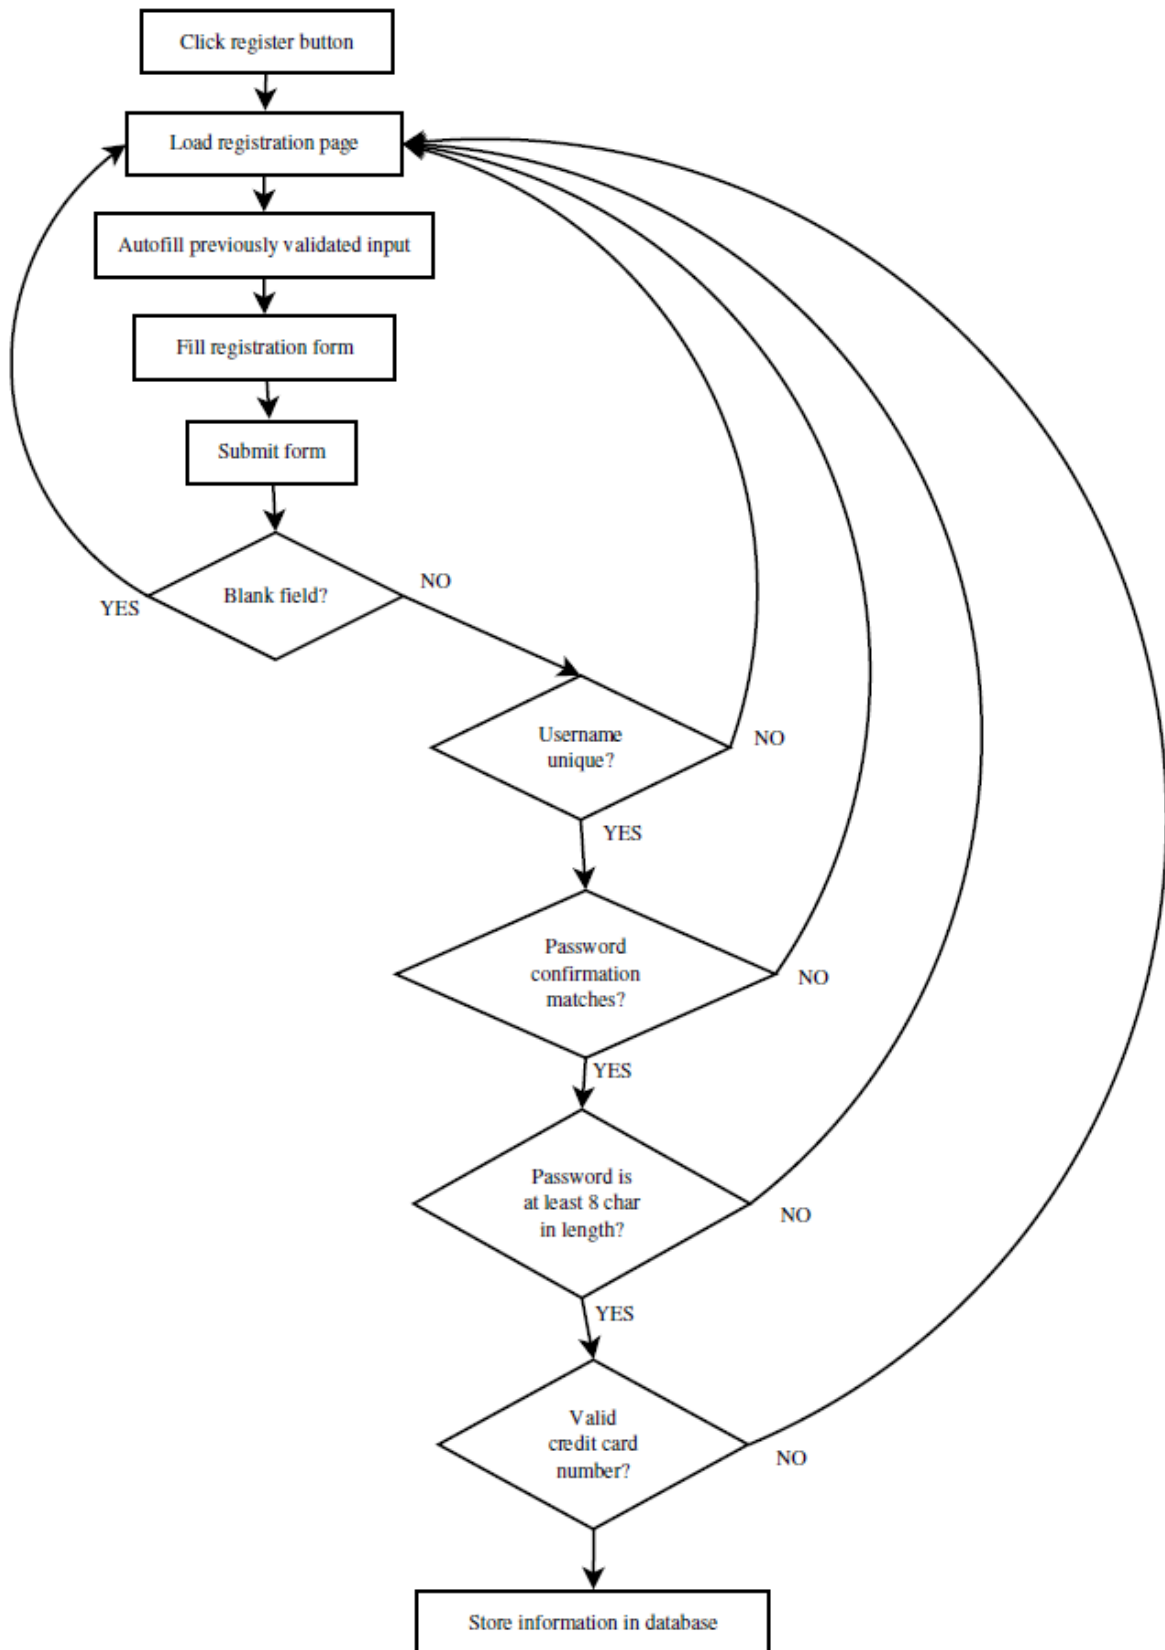 Click register button
Load registration page
Autofill previously validated input
Fill registration form
Submit form
Blank field?
YES
NO
Username
unique?
NO
YES
Password
confirmation
matches?
NO
YES
Password is
at least 8 char
in length?
NO
YES
Valid
credit card
number?
NO
Store information in database